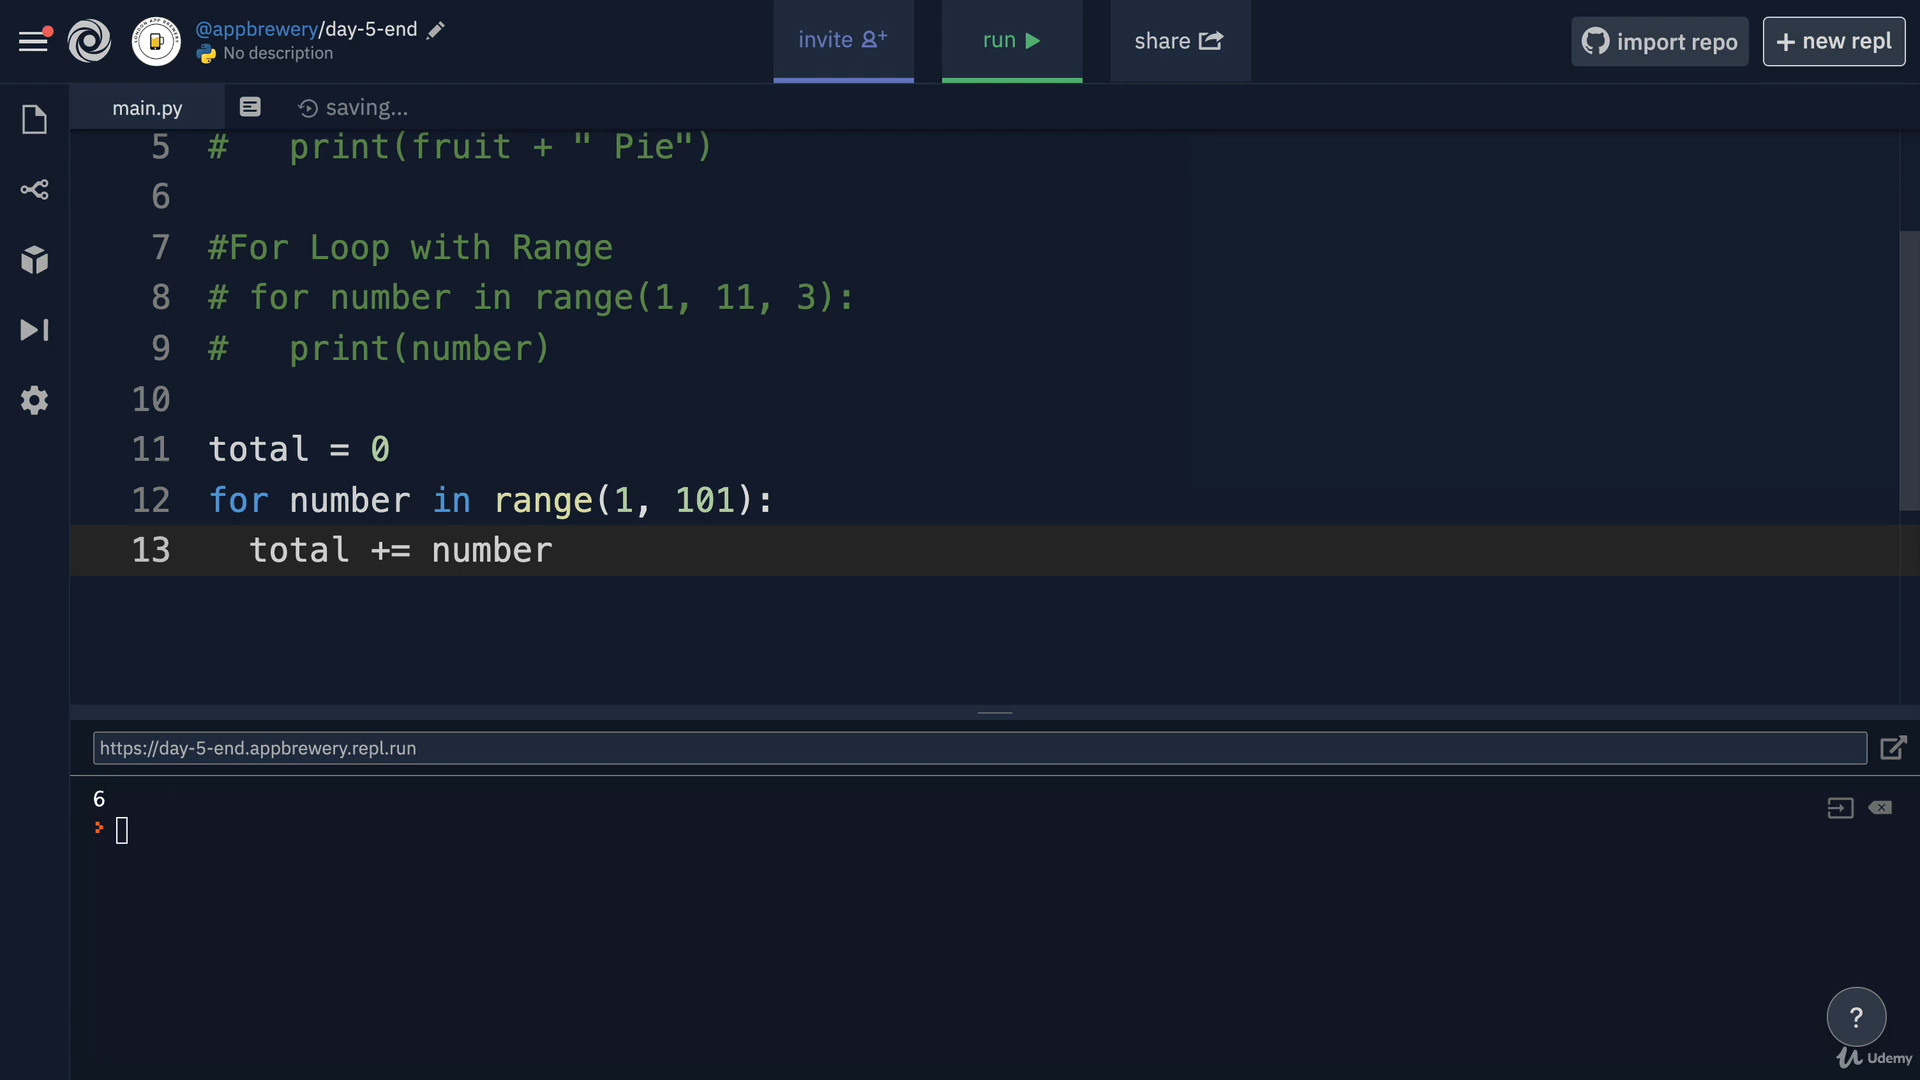 @appbrewery/day-5-end
No description
invite
run
share
import repo
+ new repl
main.py
saving...
5 #   print(fruit + " Pie")
6
7 #For Loop with Range
8 # for number in range(1, 11, 3):
9 #   print(number)
10
11 total = 0
12 for number in range(1, 101):
13   total += number
https://day-5-end.appbrewery.repl.run
6
?
Udemy